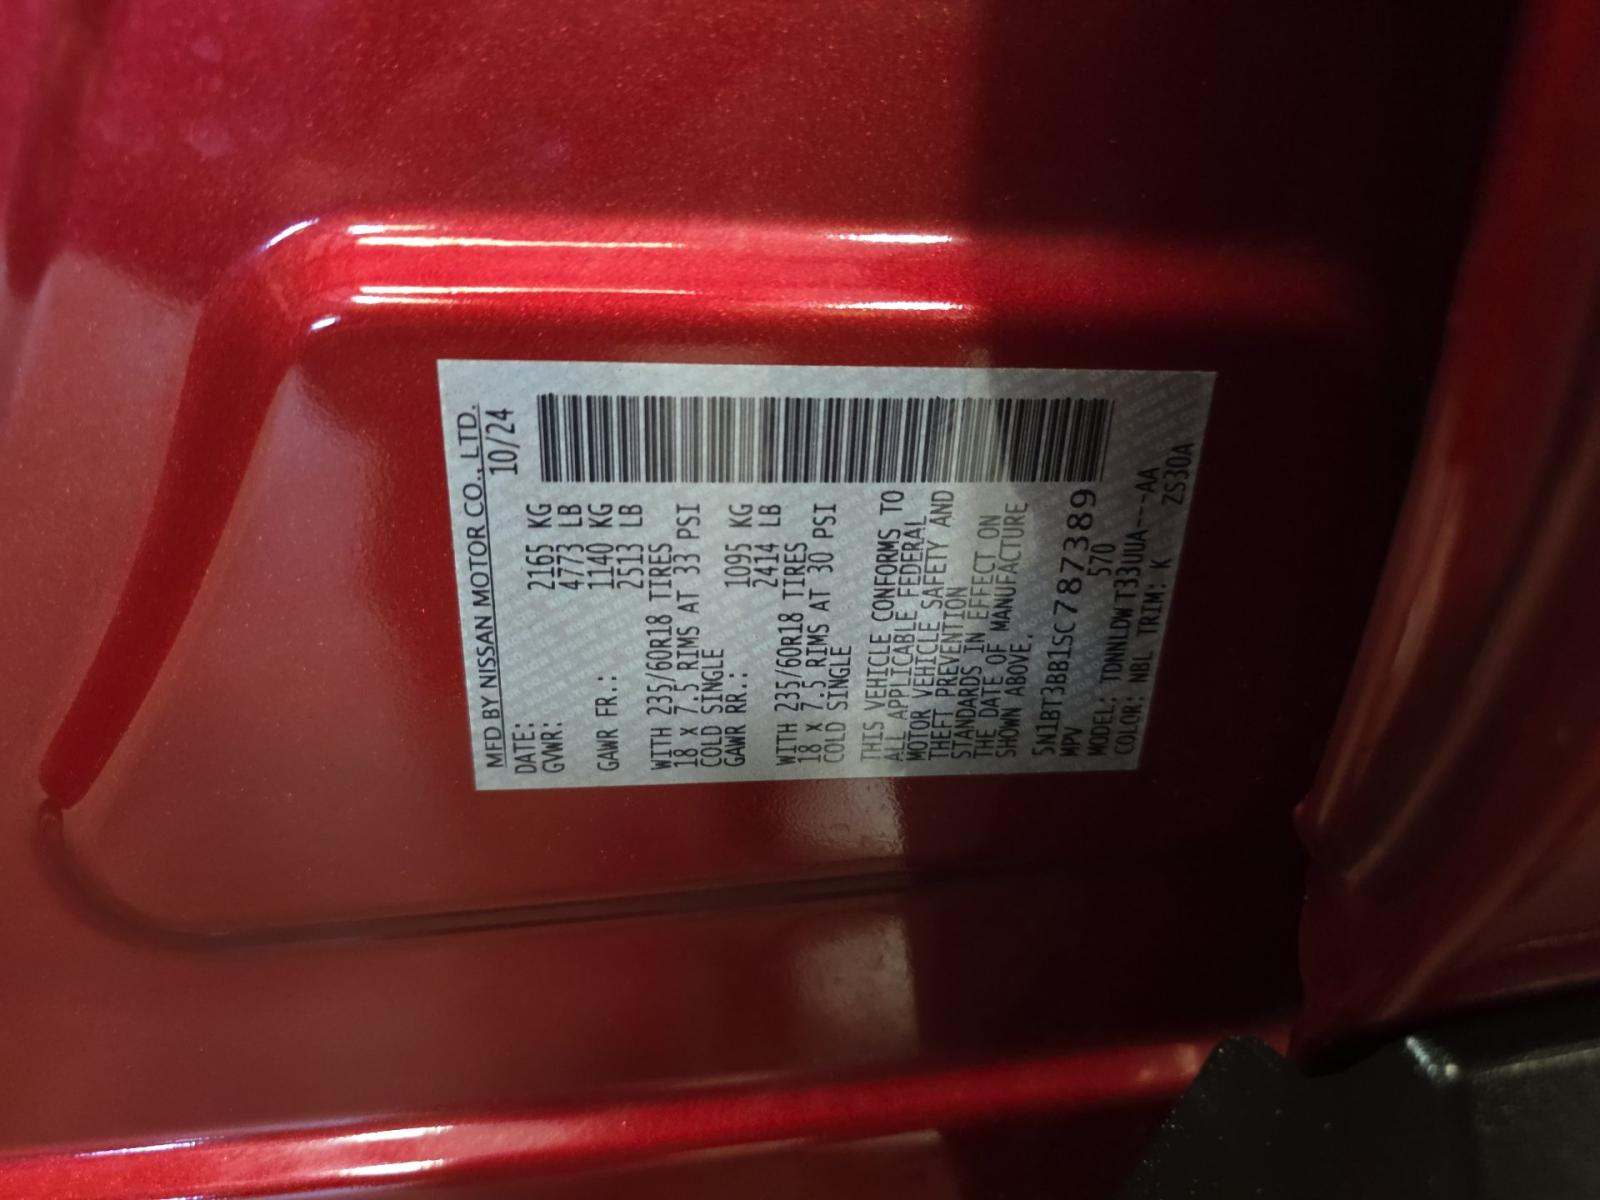 MFD BY NISSAN MOTOR CO., LTD.
DATE: 10/24
GVWR: 2165 KG
4773 LB
GAWR FR.: 1140 KG
2513 LB
WITH 235/60R18 TIRES
18 X 7.5 RIMS AT 33 PSI
COLD SINGLE
GAWR RR.: 1095 KG
2414 LB
WITH 235/60R18 TIRES
18 X 7.5 RIMS AT 30 PSI
COLD SINGLE
THIS VEHICLE CONFORMS TO
ALL APPLICABLE FEDERAL
MOTOR VEHICLE SAFETY AND
THEFT PREVENTION
STANDARDS IN EFFECT ON
THE DATE OF MANUFACTURE
SHOWN ABOVE.
5N1BT3BB1SC787389
MPV 570
MODEL: TDNNLDW T33UUA---AA
COLOR: NBL TRIM: K ZS30A